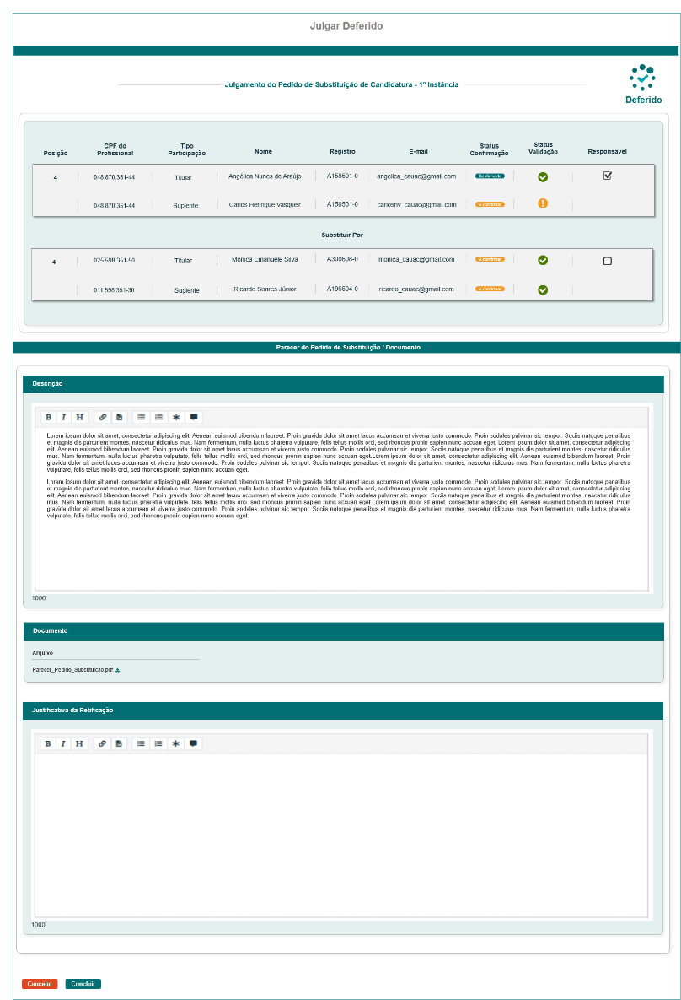 Julgar Deferido
Julgamento do Pedido de Substituição de Candidatura - 1º Instância
Deferido
Posição CPF do Profissional Tipo Participação Nome Registro E-mail Status Confirmação Status Validação Responsável
4 048.870.351-44 Titular Angélica Nunes de Araújo A158501-0 angelica_cauac@gmail.com Confirmado
048.870.351-44 Suplente Carlos Henrique Vasquez A158501-0 carloshv_cauac@gmail.com A confirmar
Substituir Por
4 025.598.351-50 Titular Mônica Emanuele Silva A308608-0 monica_cauac@gmail.com A confirmar
011.598.351-30 Suplente Ricardo Soares Júnior A196504-0 ricardo_cauac@gmail.com A confirmar
Parecer do Pedido de Substituição / Documento
Descrição
B I H
Lorem ipsum dolor sit amet, consectetur adipiscing elit. Aenean euismod bibendum laoreet. Proin gravida dolor sit amet lacus accumsan et viverra justo commodo. Proin sodales pulvinar sic tempor. Sociis natoque penatibus
et magnis dis parturient montes, nascetur ridiculus mus. Nam fermentum, nulla luctus pharetra vulputate, felis tellus mollis orci, sed rhoncus pronin sapien nunc accuan eget, Lorem ipsum dolor sit amet, consectetur adipiscing
elit. Aenean euismod bibendum laoreet. Proin gravida dolor sit amet lacus accumsan et viverra justo commodo. Proin sodales pulvinar sic tempor. Sociis natoque penatibus et magnis dis parturient montes, nascetur ridiculus
mus. Nam fermentum, nulla luctus pharetra vulputate, felis tellus mollis orci, sed rhoncus pronin sapien nunc accuan eget.Lorem ipsum dolor sit amet, consectetur adipiscing elit. Aenean euismod bibendum laoreet. Proin
gravida dolor sit amet lacus accumsan et viverra justo commodo. Proin sodales pulvinar sic tempor. Sociis natoque penatibus et magnis dis parturient montes, nascetur ridiculus mus. Nam fermentum, nulla luctus pharetra
vulputate, felis tellus mollis orci, sed rhoncus pronin sapien nunc accuan eget.
Lorem ipsum dolor sit amet, consectetur adipiscing elit. Aenean euismod bibendum laoreet. Proin gravida dolor sit amet lacus accumsan et viverra justo commodo. Proin sodales pulvinar sic tempor. Sociis natoque penatibus
et magnis dis parturient montes, nascetur ridiculus mus. Nam fermentum, nulla luctus pharetra vulputate, felis tellus mollis orci, sed rhoncus pronin sapien nunc accuan eget, Lorem ipsum dolor sit amet, consectetur adipiscing
elit. Aenean euismod bibendum laoreet. Proin gravida dolor sit amet lacus accumsan et viverra justo commodo. Proin sodales pulvinar sic tempor. Sociis natoque penatibus et magnis dis parturient montes, nascetur ridiculus
mus. Nam fermentum, nulla luctus pharetra vulputate, felis tellus mollis orci, sed rhoncus pronin sapien nunc accuan eget.Lorem ipsum dolor sit amet, consectetur adipiscing elit. Aenean euismod bibendum laoreet. Proin
gravida dolor sit amet lacus accumsan et viverra justo commodo. Proin sodales pulvinar sic tempor. Sociis natoque penatibus et magnis dis parturient montes, nascetur ridiculus mus. Nam fermentum, nulla luctus pharetra
vulputate, felis tellus mollis orci, sed rhoncus pronin sapien nunc accuan eget.
1000
Documento
Arquivo
Parecer_Pedido_Substituicao.pdf
Justificativa da Retificação
B I H
1000
Cancelar Concluir